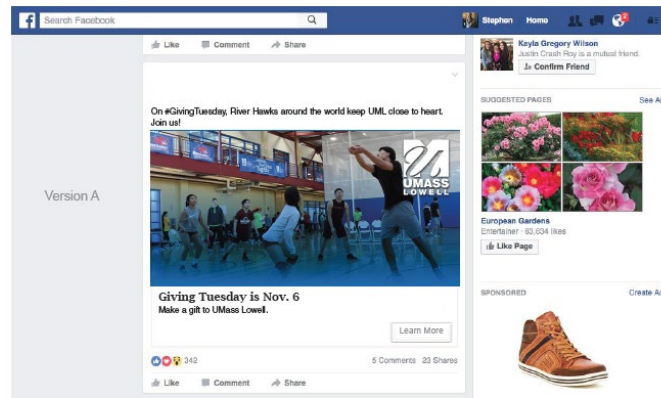 Search Facebook
Stephen Home
2
Like Comment Share
Kayla Gregory Wilson
Justin Crash Roy is a mutual friend.
Confirm Friend
SUGGESTED PAGES See Al
On #GivingTuesday, River Hawks around the world keep UML close to heart.
Join us!
Version A
UMASS
LOWELL
European Gardens
Entertainer · 63,634 likes
Like Page
Giving Tuesday is Nov. 6
Make a gift to UMass Lowell.
Learn More
SPONSORED Create Ad
342 5 Comments 23 Shares
Like Comment Share